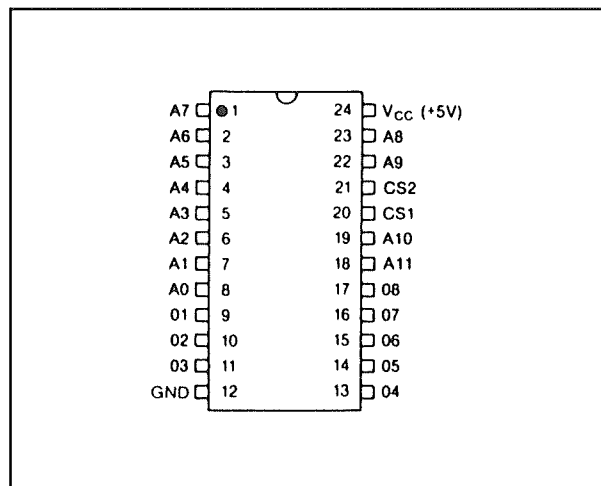 A7 1 24 VCC (+5V)
A6 2 23 A8
A5 3 22 A9
A4 4 21 CS2
A3 5 20 CS1
A2 6 19 A10
A1 7 18 A11
A0 8 17 08
01 9 16 07
02 10 15 06
03 11 14 05
GND 12 13 04